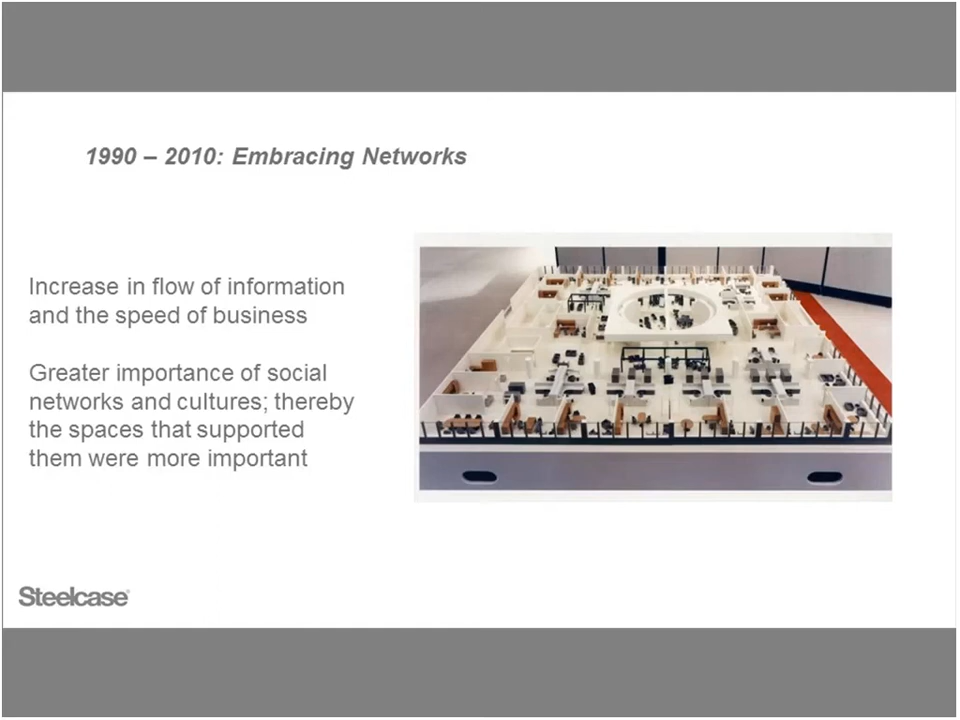 1990 – 2010: Embracing Networks
Increase in flow of information
and the speed of business
Greater importance of social
networks and cultures; thereby
the spaces that supported
them were more important
Steelcase®